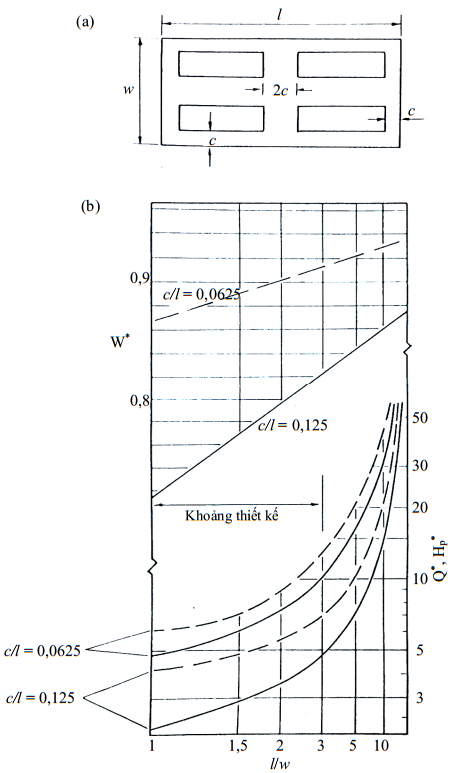 (a)
l
w
2c
c
c
(b)
0,9
c/l = 0,0625
W*
0,8
c/l = 0,125
50
Khoảng thiết kế
30
20
Q*, Hp*
10
c/l = 0,0625
5
c/l = 0,125
3
1 1,5 2 3 5 10
l/w